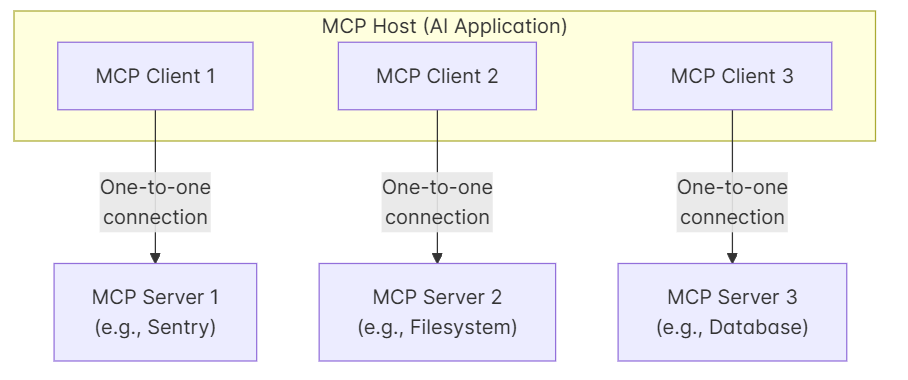 MCP Host (AI Application)
MCP Client 1
MCP Client 2
MCP Client 3
One-to-one
connection
One-to-one
connection
One-to-one
connection
MCP Server 1
(e.g., Sentry)
MCP Server 2
(e.g., Filesystem)
MCP Server 3
(e.g., Database)